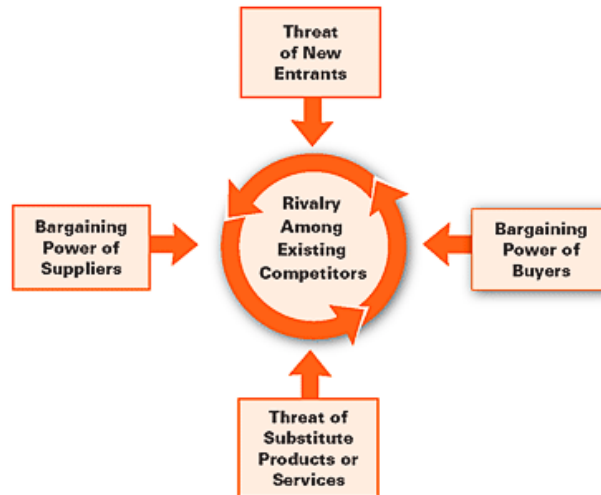 Threat
of New
Entrants
Rivalry
Among
Existing
Competitors
Bargaining
Power of
Suppliers
Bargaining
Power of
Buyers
Threat of
Substitute
Products or
Services